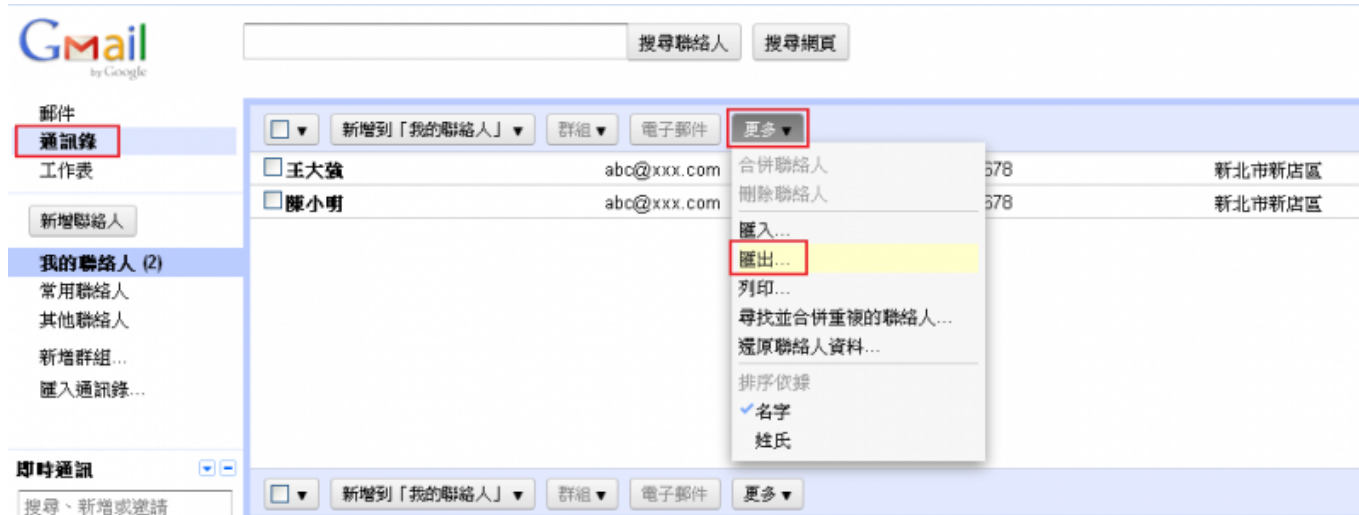 Gmail
by Google
搜尋聯絡人 搜尋網頁
郵件
通訊錄
工作表
新增聯絡人
我的聯絡人 (2)
常用聯絡人
其他聯絡人
新增群組...
匯入通訊錄...
即時通訊
搜尋、新增或邀請
新增到「我的聯絡人」 群組 電子郵件 更多
王大強 abc@xxx.com 678 新北市新店區
陳小明 abc@xxx.com 678 新北市新店區
合併聯絡人
刪除聯絡人
匯入...
匯出...
列印...
尋找並合併重複的聯絡人...
還原聯絡人資料...
排序依據
名字
姓氏
新增到「我的聯絡人」 群組 電子郵件 更多